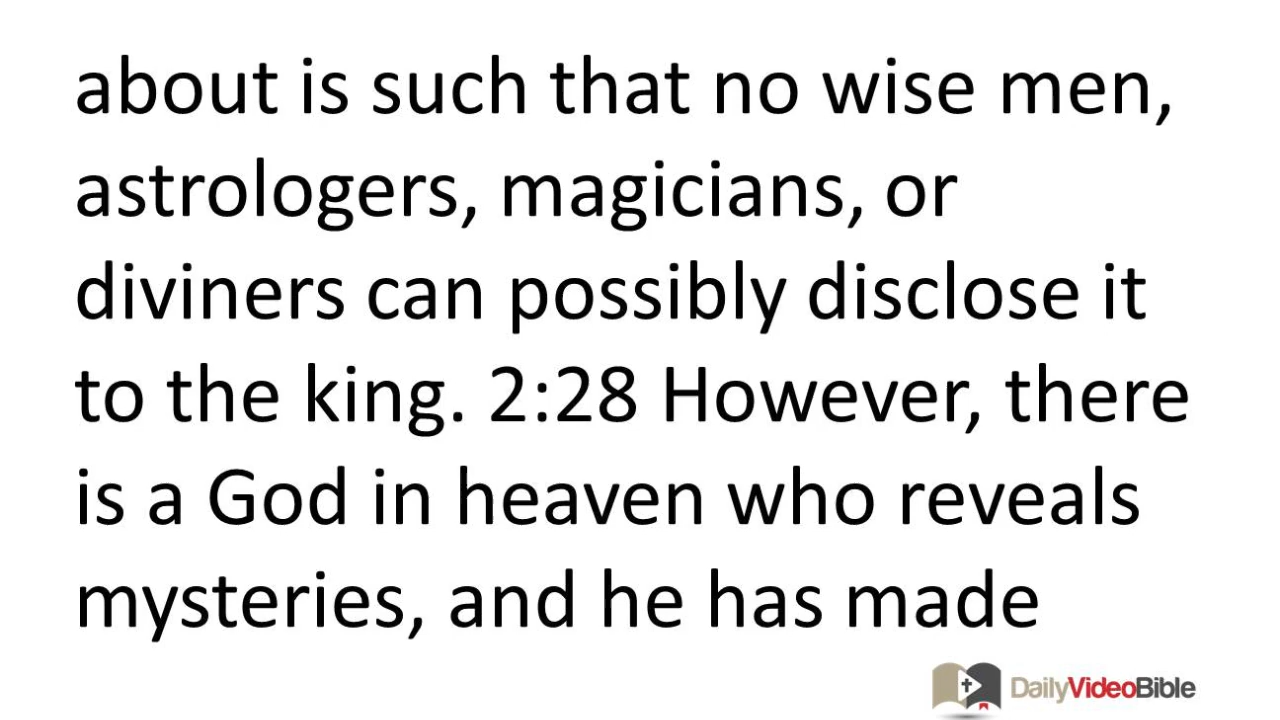 about is such that no wise men,
astrologers, magicians, or
diviners can possibly disclose it
to the king. 2:28 However, there
is a God in heaven who reveals
mysteries, and he has made
DailyVideoBible